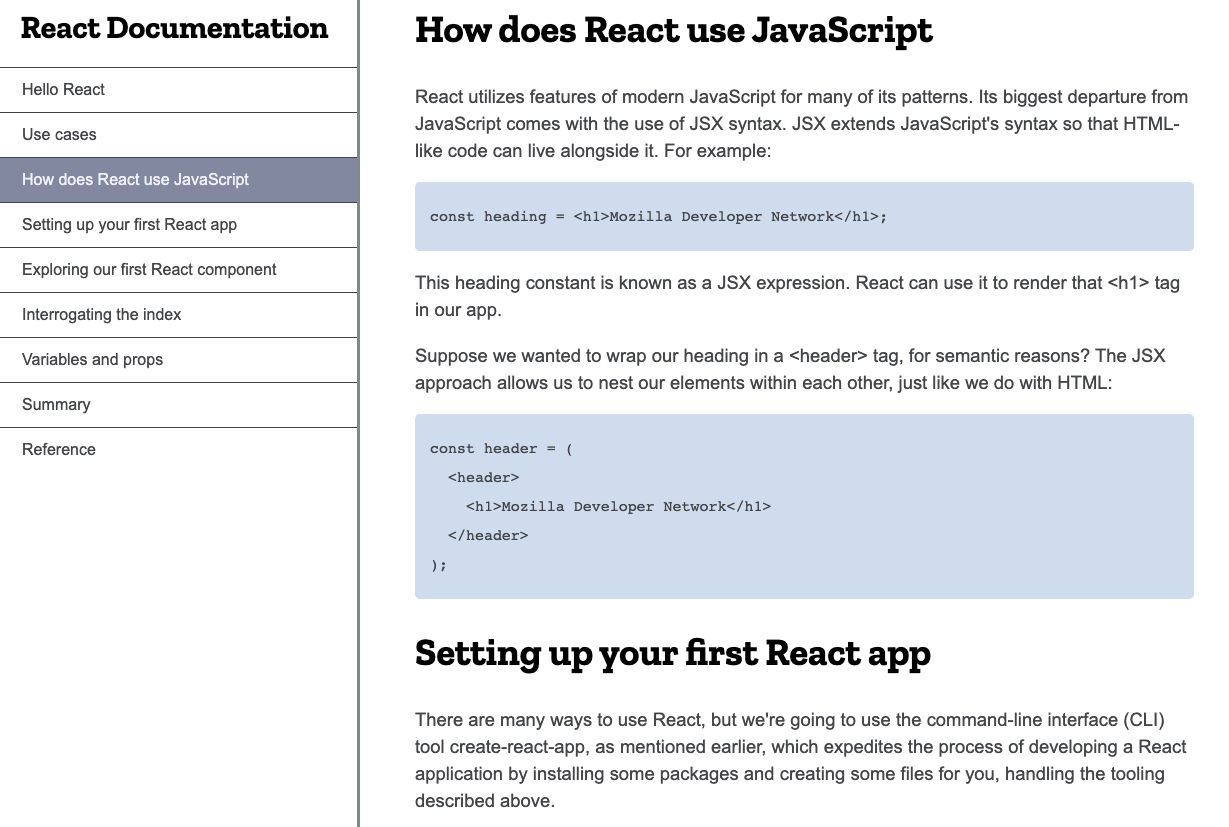 React Documentation
Hello React
Use cases
How does React use JavaScript
Setting up your first React app
Exploring our first React component
Interrogating the index
Variables and props
Summary
Reference
How does React use JavaScript
React utilizes features of modern JavaScript for many of its patterns. Its biggest departure from
JavaScript comes with the use of JSX syntax. JSX extends JavaScript's syntax so that HTML-
like code can live alongside it. For example:
const heading = <h1>Mozilla Developer Network</h1>;
This heading constant is known as a JSX expression. React can use it to render that <h1> tag
in our app.
Suppose we wanted to wrap our heading in a <header> tag, for semantic reasons? The JSX
approach allows us to nest our elements within each other, just like we do with HTML:
const header = (
  <header>
    <h1>Mozilla Developer Network</h1>
  </header>
);
Setting up your first React app
There are many ways to use React, but we're going to use the command-line interface (CLI)
tool create-react-app, as mentioned earlier, which expedites the process of developing a React
application by installing some packages and creating some files for you, handling the tooling
described above.